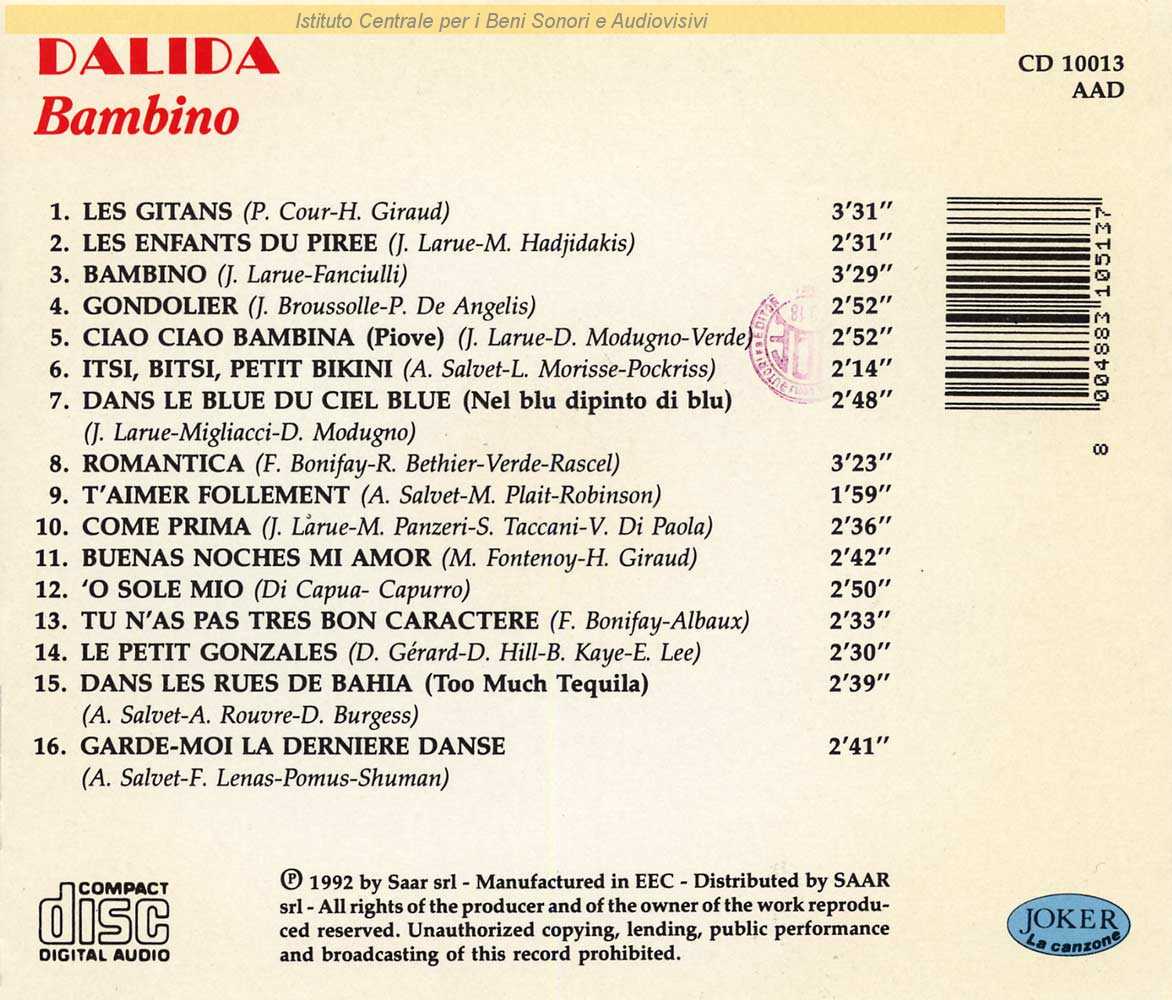 Istituto Centrale per i Beni Sonori e Audiovisivi
DALIDA
Bambino
CD 10013
AAD
1. LES GITANS (P. Cour-H. Giraud) 3'31"
2. LES ENFANTS DU PIREE (J. Larue-M. Hadjidakis) 2'31"
3. BAMBINO (J. Larue-Fanciulli) 3'29"
4. GONDOLIER (J. Broussolle-P. De Angelis) 2'52"
5. CIAO CIAO BAMBINA (Piove) (J. Larue-D. Modugno-Verde) 2'52"
6. ITSI, BITSI, PETIT BIKINI (A. Salvet-L. Morisse-Pockriss) 2'14"
7. DANS LE BLUE DU CIEL BLUE (Nel blu dipinto di blu) 2'48"
(J. Larue-Migliacci-D. Modugno)
8. ROMANTICA (F. Bonifay-R. Bethier-Verde-Rascel) 3'23"
9. T'AIMER FOLLEMENT (A. Salvet-M. Plait-Robinson) 1'59"
10. COME PRIMA (J. Larue-M. Panzeri-S. Taccani-V. Di Paola) 2'36"
11. BUENAS NOCHES MI AMOR (M. Fontenoy-H. Giraud) 2'42"
12. 'O SOLE MIO (Di Capua- Capurro) 2'50"
13. TU N'AS PAS TRES BON CARACTERE (F. Bonifay-Albaux) 2'33"
14. LE PETIT GONZALES (D. Gérard-D. Hill-B. Kaye-E. Lee) 2'30"
15. DANS LES RUES DE BAHIA (Too Much Tequila) 2'39"
(A. Salvet-A. Rouvre-D. Burgess)
16. GARDE-MOI LA DERNIERE DANSE 2'41"
(A. Salvet-F. Lenas-Pomus-Shuman)
8 004883 105137
COMPACT
disc
DIGITAL AUDIO
℗ 1992 by Saar srl - Manufactured in EEC - Distributed by SAAR
srl - All rights of the producer and of the owner of the work reprodu-
ced reserved. Unauthorized copying, lending, public performance
and broadcasting of this record prohibited.
JOKER
La canzone